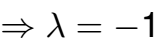 ⇒ λ = −1